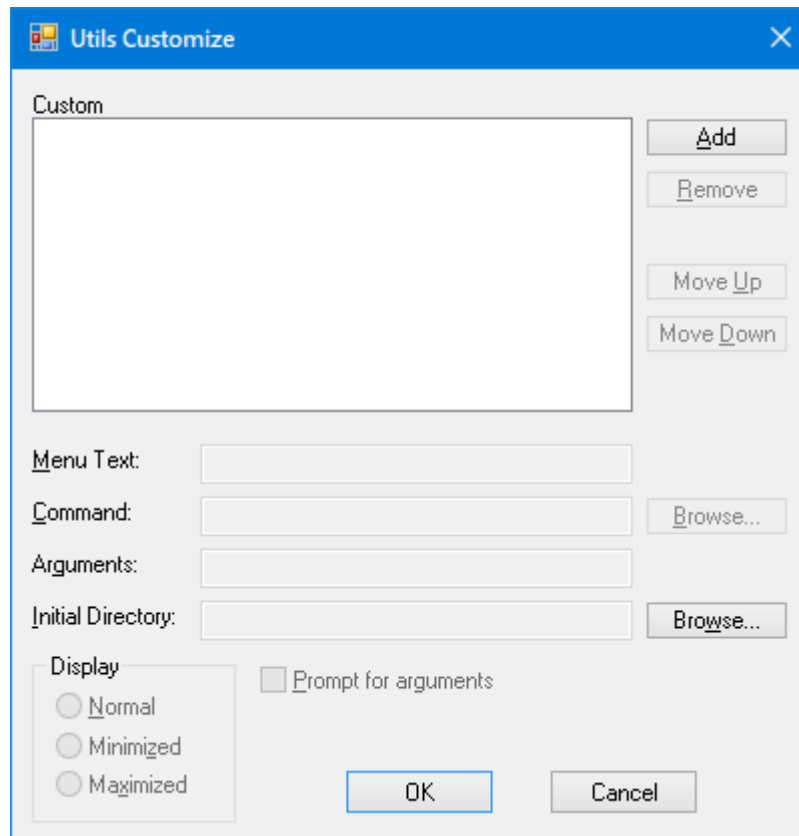 Utils Customize
Custom
Add
Remove
Move Up
Move Down
Menu Text:
Command:
Browse...
Arguments:
Initial Directory:
Browse...
Display
Prompt for arguments
Normal
Minimized
Maximized
OK
Cancel